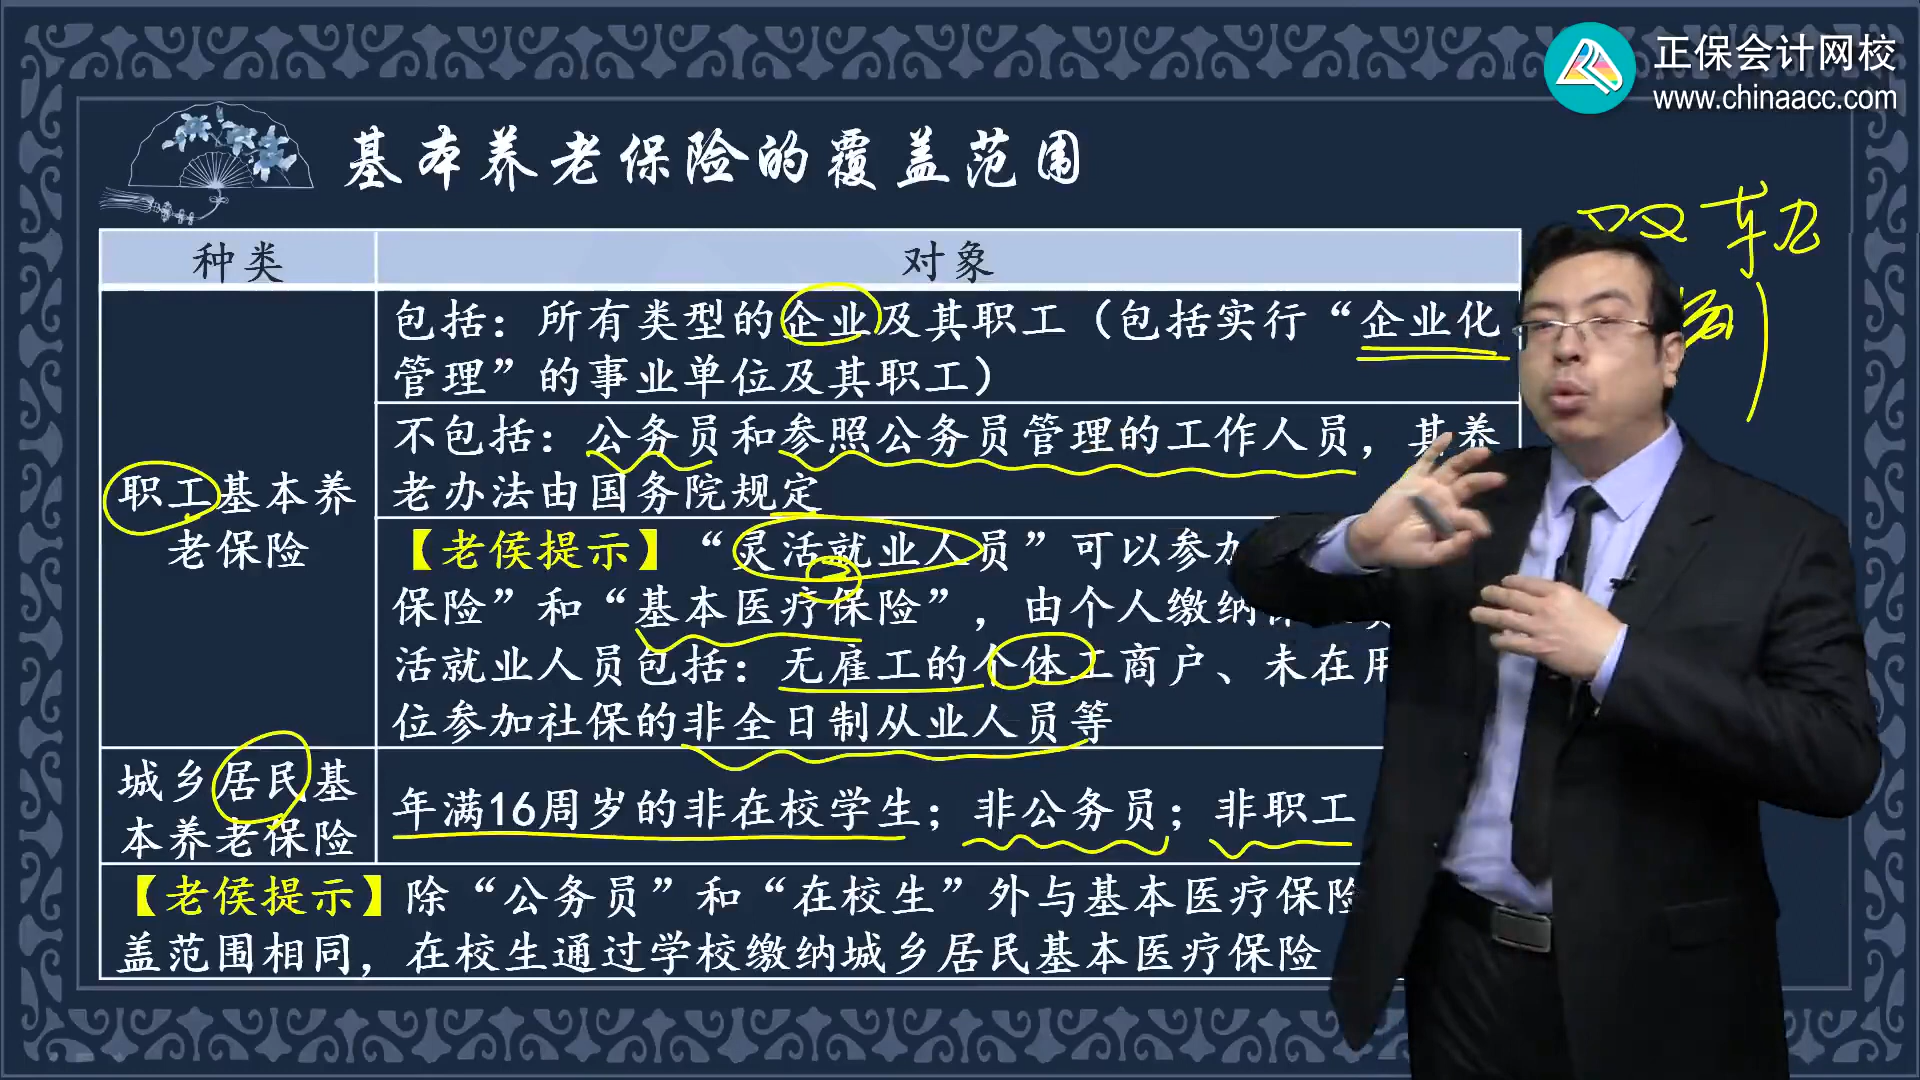 正保会计网校
www.chinaacc.com
基本养老保险的覆盖范围
双轨
种类
对象
包括：所有类型的企业及其职工（包括实行“企业化
管理”的事业单位及其职工）
不包括：公务员和参照公务员管理的工作人员，其养
老办法由国务院规定
职工基本养
老保险
【老侯提示】“灵活就业人员”可以参加
保险”和“基本医疗保险”，由个人缴纳
活就业人员包括：无雇工的个体工商户、未在用
位参加社保的非全日制从业人员等
城乡居民基
本养老保险
年满16周岁的非在校学生；非公务员；非职工
【老侯提示】除“公务员”和“在校生”外与基本医疗保险
盖范围相同，在校生通过学校缴纳城乡居民基本医疗保险